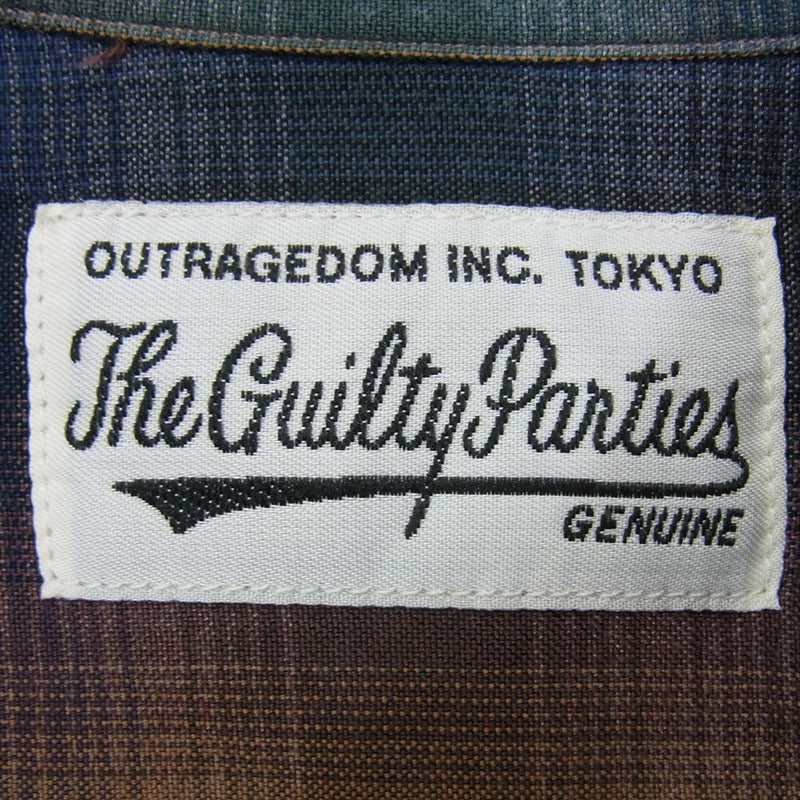 OUTRAGEDOM INC. TOKYO
The Guilty Parties
GENUINE